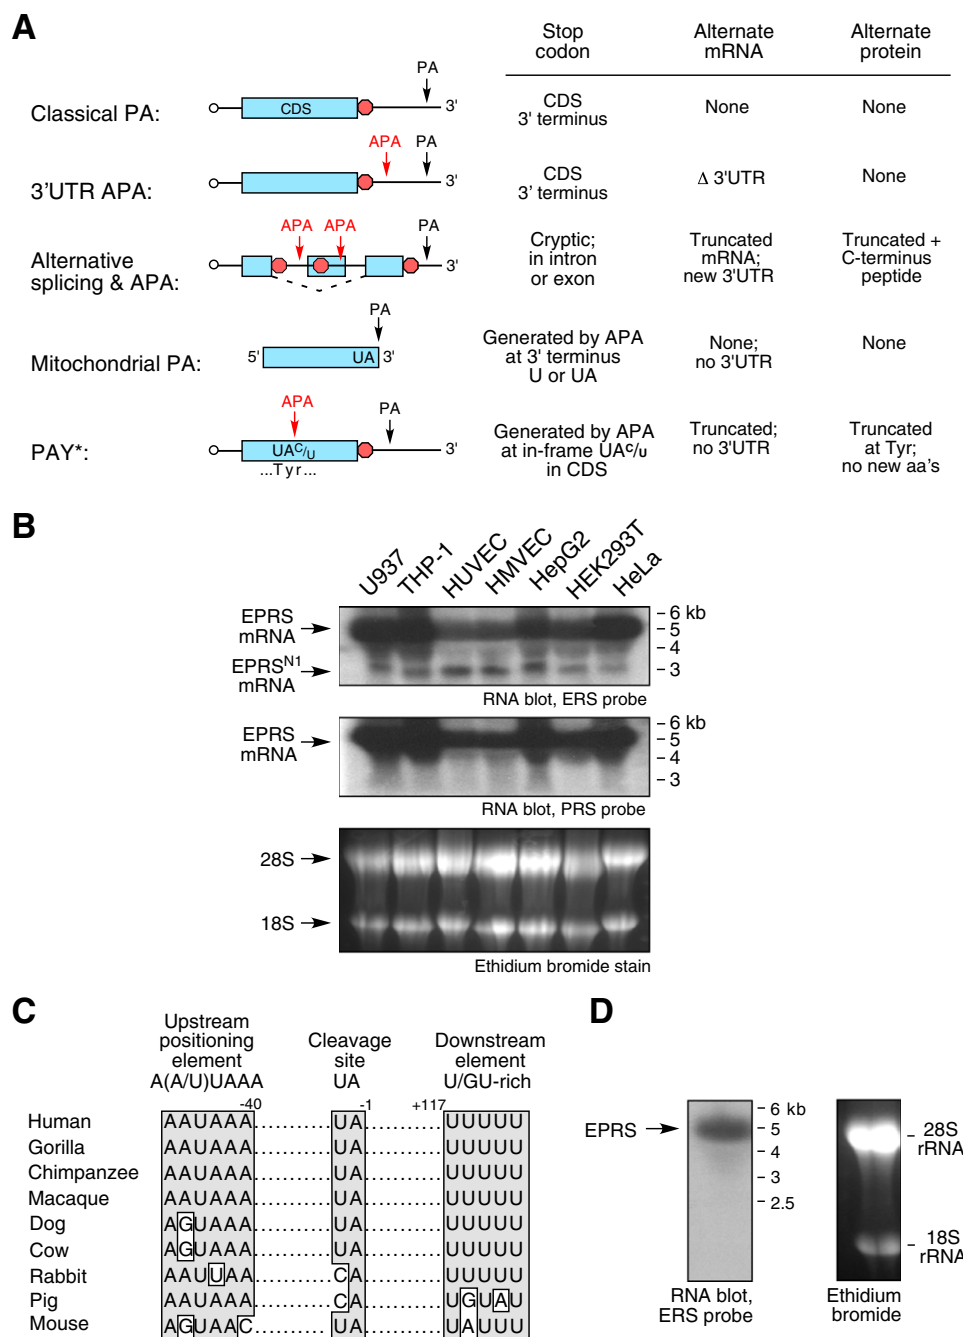 A
Stop codon
Alternate mRNA
Alternate protein
Classical PA:
CDS
PA
3'
CDS 3' terminus
None
None
3'UTR APA:
APA
PA
3'
CDS 3' terminus
Δ 3'UTR
None
Alternative splicing & APA:
APA
APA
PA
3'
Cryptic; in intron or exon
Truncated mRNA; new 3'UTR
Truncated + C-terminus peptide
Mitochondrial PA:
5'
UA
PA
3'
Generated by APA at 3' terminus U or UA
None; no 3'UTR
None
PAY*:
APA
PA
UAC/U
...Tyr...
3'
Generated by APA at in-frame UAC/U in CDS
Truncated; no 3'UTR
Truncated at Tyr; no new aa's
B
U937
THP-1
HUVEC
HMVEC
HepG2
HEK293T
HeLa
EPRS mRNA
EPRSN1 mRNA
6 kb
5
4
3
RNA blot, ERS probe
EPRS mRNA
6 kb
5
4
3
RNA blot, PRS probe
28S
18S
Ethidium bromide stain
C
Upstream positioning element
A(A/U)UAAA
Cleavage site
UA
Downstream element
U/GU-rich
-40
-1
+117
Human AAUAAA..........UA..........UUUUU
Gorilla AAUAAA..........UA..........UUUUU
Chimpanzee AAUAAA..........UA..........UUUUU
Macaque AAUAAA..........UA..........UUUUU
Dog AGUAAA..........UA..........UUUUU
Cow AGUAAA..........UA..........UUUUU
Rabbit AAUUAA..........CA..........UUUUU
Pig AAUAAA..........CA..........UGUAU
Mouse AGUAAC..........UA..........UAUUU
D
EPRS
6 kb
5
4
3
2.5
RNA blot, ERS probe
28S rRNA
18S rRNA
Ethidium bromide